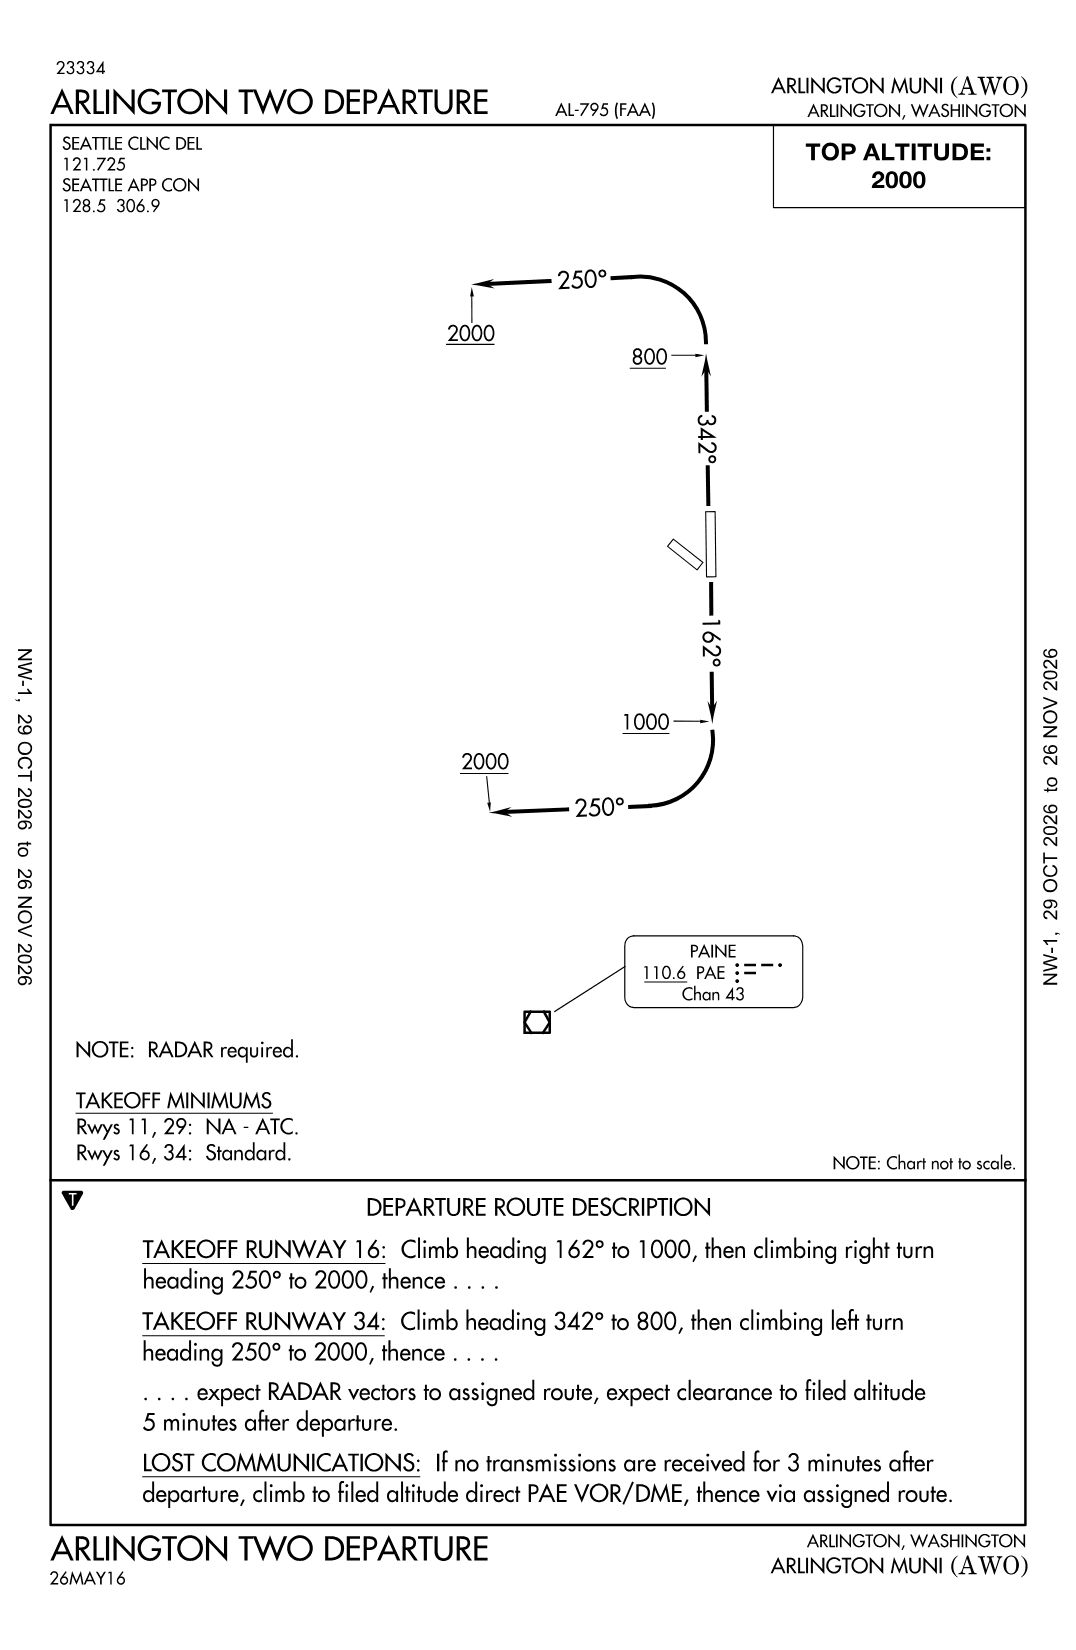 23334
ARLINGTON TWO DEPARTURE
AL-795 (FAA)
ARLINGTON MUNI (AWO)
ARLINGTON, WASHINGTON
SEATTLE CLNC DEL
121.725
SEATTLE APP CON
128.5 306.9
TOP ALTITUDE:
2000
250°
2000
800
342°
162°
1000
2000
250°
NW-1, 29 OCT 2026 to 26 NOV 2026
NW-1, 29 OCT 2026 to 26 NOV 2026
PAINE
110.6 PAE
Chan 43
NOTE: RADAR required.
TAKEOFF MINIMUMS
Rwys 11, 29: NA - ATC.
Rwys 16, 34: Standard.
NOTE: Chart not to scale.
T
DEPARTURE ROUTE DESCRIPTION
TAKEOFF RUNWAY 16: Climb heading 162° to 1000, then climbing right turn
heading 250° to 2000, thence . . . .
TAKEOFF RUNWAY 34: Climb heading 342° to 800, then climbing left turn
heading 250° to 2000, thence . . . .
. . . . expect RADAR vectors to assigned route, expect clearance to filed altitude
5 minutes after departure.
LOST COMMUNICATIONS: If no transmissions are received for 3 minutes after
departure, climb to filed altitude direct PAE VOR/DME, thence via assigned route.
ARLINGTON TWO DEPARTURE
26MAY16
ARLINGTON, WASHINGTON
ARLINGTON MUNI (AWO)